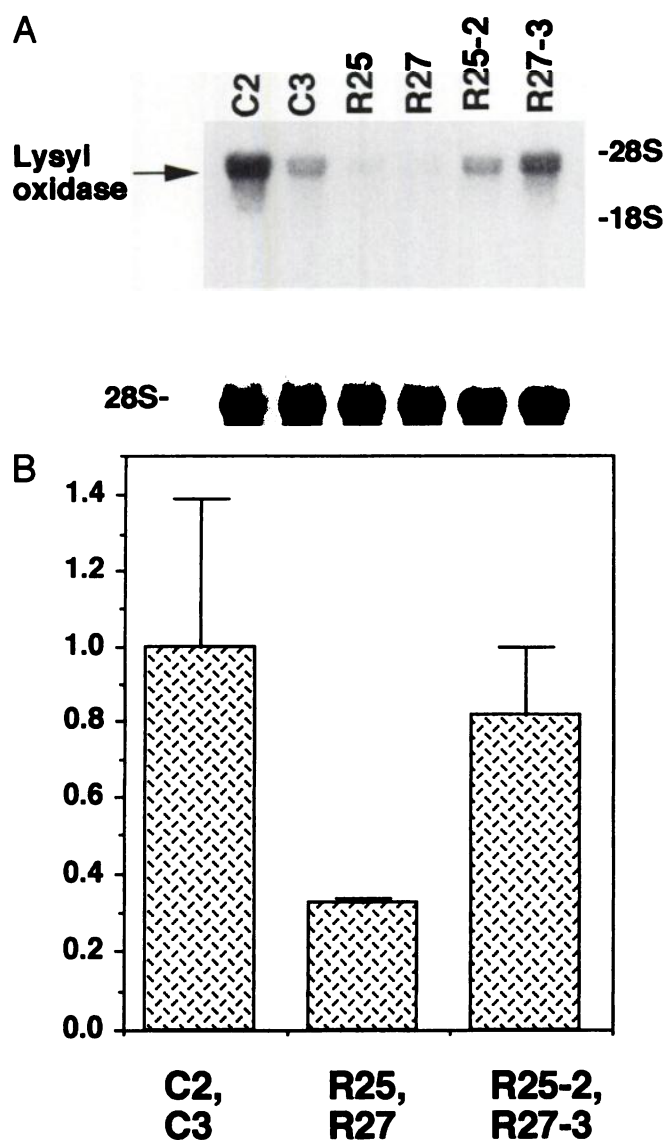 A
C2 C3 R25 R27 R25-2 R27-3
Lysyl
oxidase
-28S
-18S
28S-
B
1.4
1.2
1.0
0.8
0.6
0.4
0.2
0.0
C2, R25, R25-2,
C3 R27 R27-3